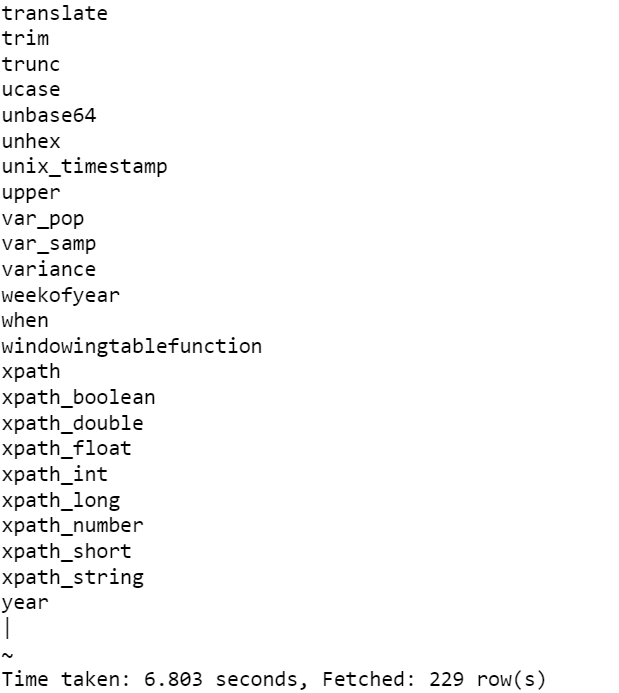 translate
trim
trunc
ucase
unbase64
unhex
unix_timestamp
upper
var_pop
var_samp
variance
weekofyear
when
windowingtablefunction
xpath
xpath_boolean
xpath_double
xpath_float
xpath_int
xpath_long
xpath_number
xpath_short
xpath_string
year
|
~
Time taken: 6.803 seconds, Fetched: 229 row(s)